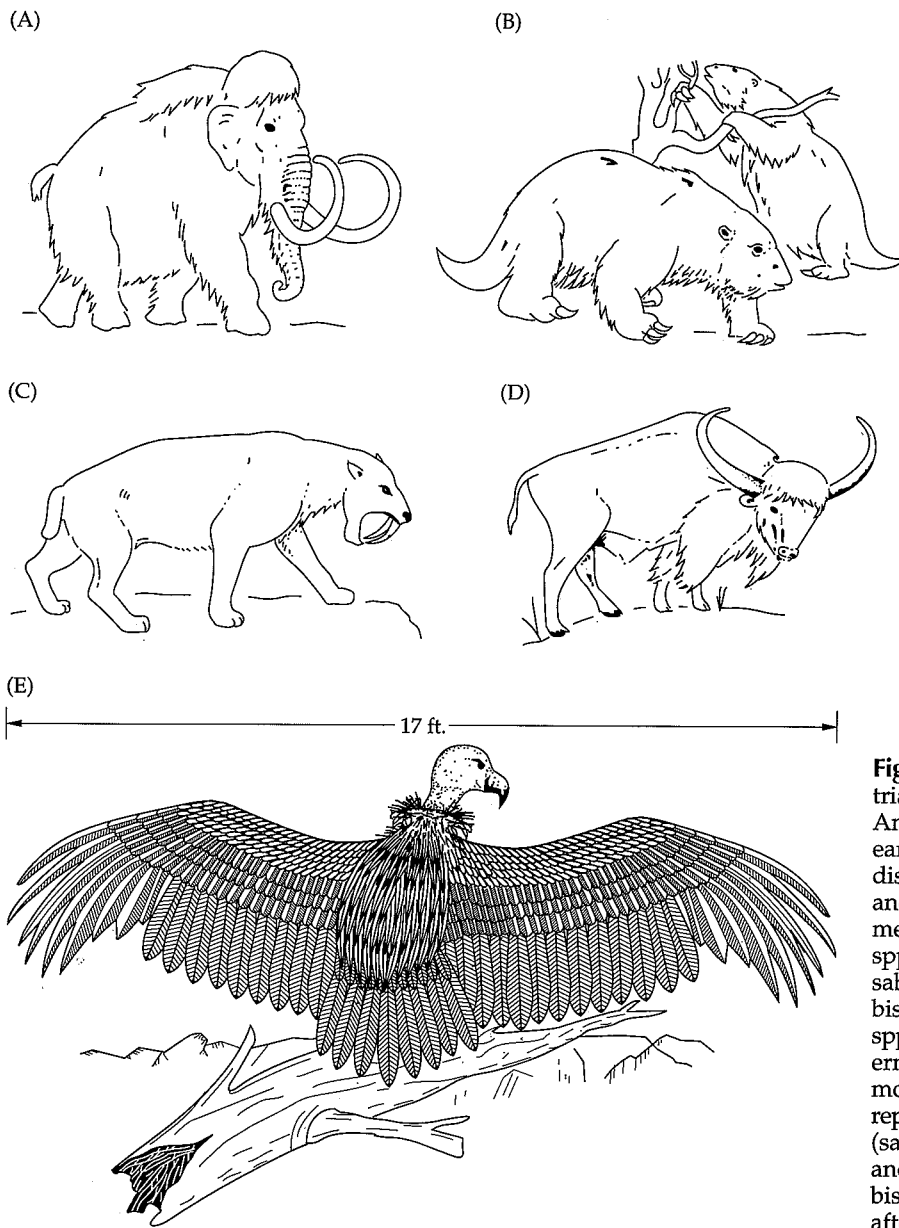 (A)
(B)
(C)
(D)
(E)
17 ft.
Fig
tria
An
ear
dis
an
me
spp
sab
bis
spp
ern
mo
rep
(sa
and
bis
aft